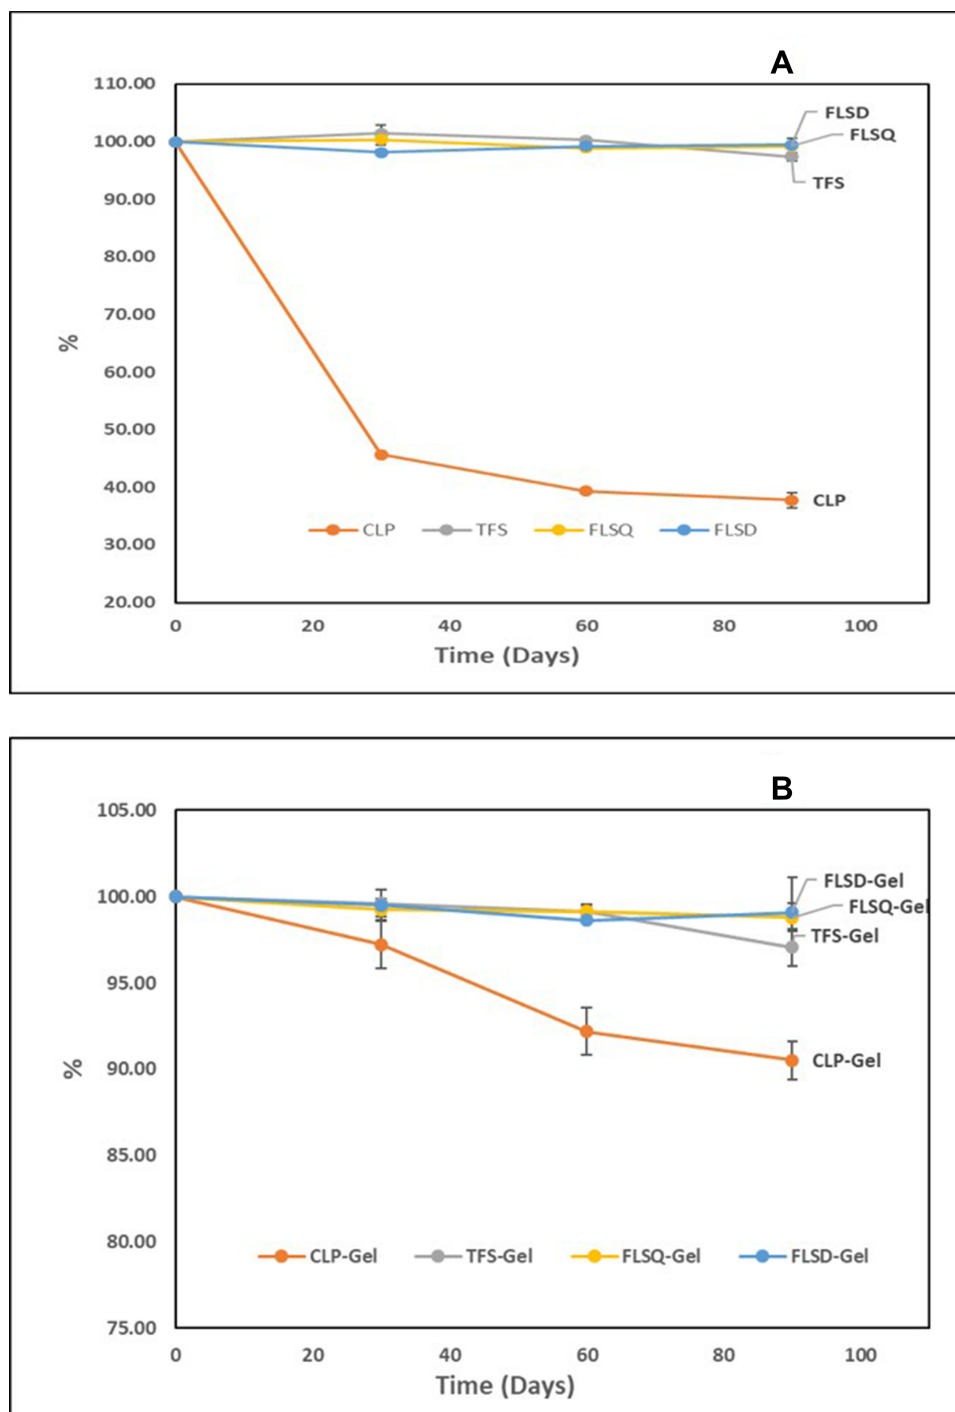 A
110.00
100.00
90.00
80.00
70.00
60.00
50.00
40.00
30.00
20.00
%
FLSD
FLSQ
TFS
CLP
CLP TFS FLSQ FLSD
0 20 40 60 80 100
Time (Days)
B
105.00
100.00
95.00
90.00
85.00
80.00
75.00
%
FLSD-Gel
FLSQ-Gel
TFS-Gel
CLP-Gel
CLP-Gel TFS-Gel FLSQ-Gel FLSD-Gel
0 20 40 60 80 100
Time (Days)